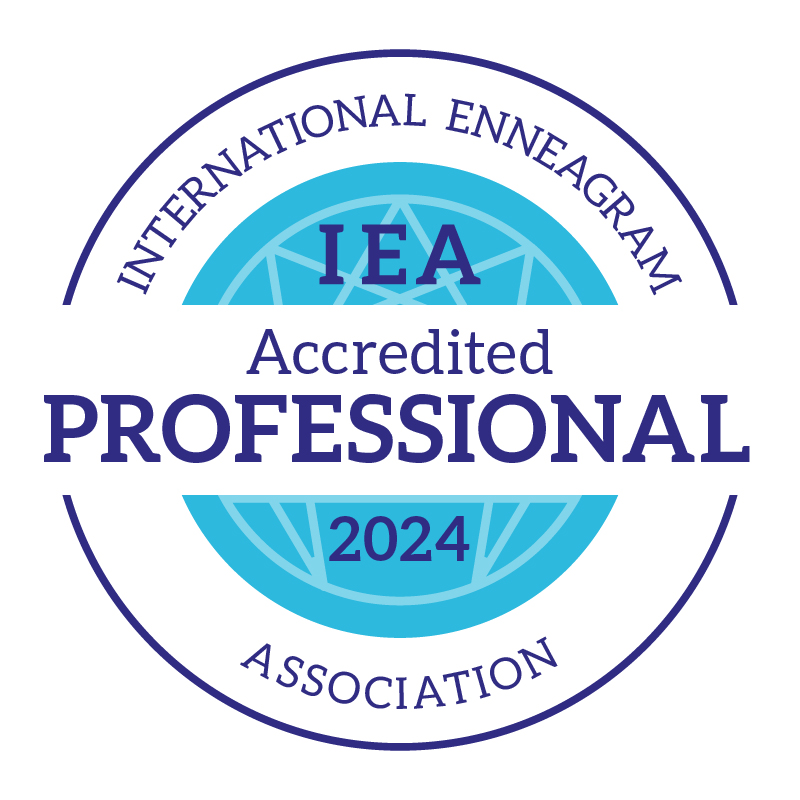 INTERNATIONAL ENNEAGRAM
IEA
Accredited
PROFESSIONAL
2024
ASSOCIATION